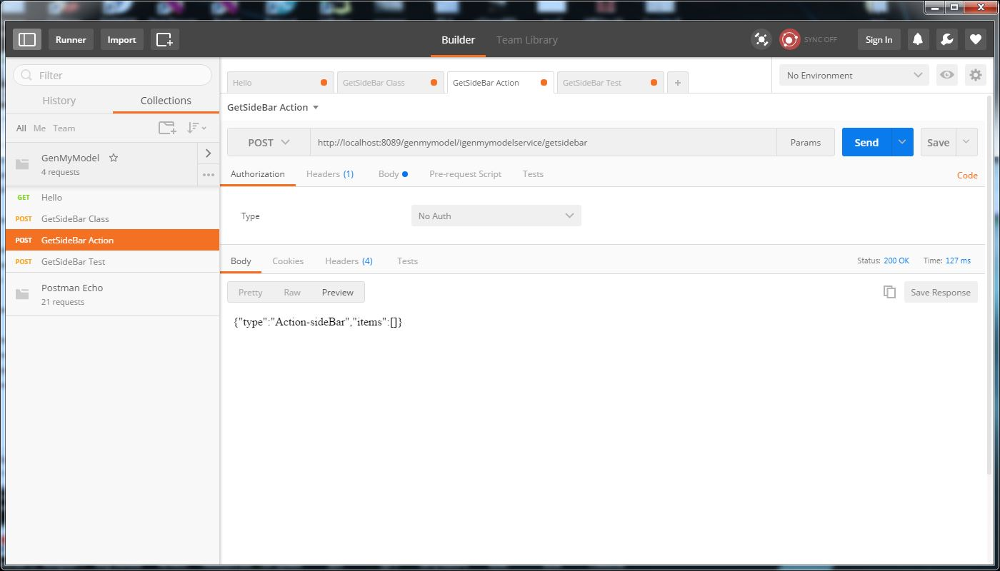 Runner Import Builder Team Library SYNC OFF Sign In
Filter
History Collections
All Me Team
GenMyModel
4 requests
GET Hello
POST GetSideBar Class
POST GetSideBar Action
POST GetSideBar Test
Postman Echo
21 requests
Hello GetSideBar Class GetSideBar Action GetSideBar Test + No Environment
GetSideBar Action
POST http://localhost:8089/genmymodel/igenmymodelservice/getsidebar Params Send Save
Authorization Headers (1) Body Pre-request Script Tests Code
Type No Auth
Body Cookies Headers (4) Tests Status: 200 OK Time: 127 ms
Pretty Raw Preview Save Response
{"type":"Action-sideBar","items":[]}